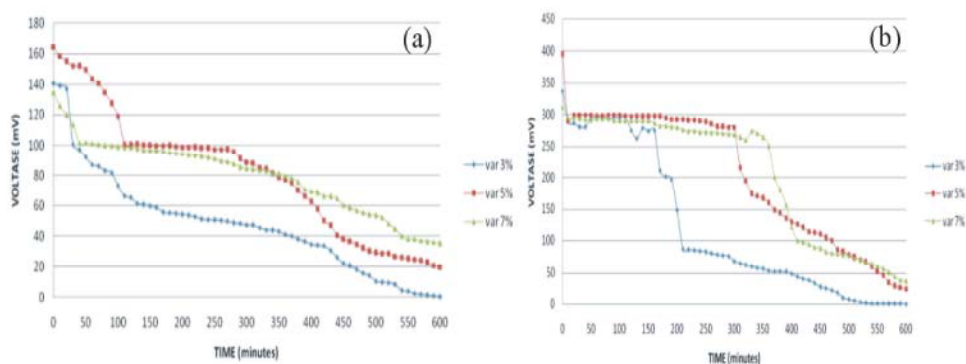 (a)
VOLTASE (mV)
180
160
140
120
100
80
60
40
20
0
0 50 100 150 200 250 300 350 400 450 500 550 600
TIME (minutes)
var 3%
var 5%
var 7%
(b)
VOLTASE (mV)
450
400
350
300
250
200
150
100
50
0
0 50 100 150 200 250 300 350 400 450 500 550 600
TIME (minutes)
var 3%
var 5%
var 7%